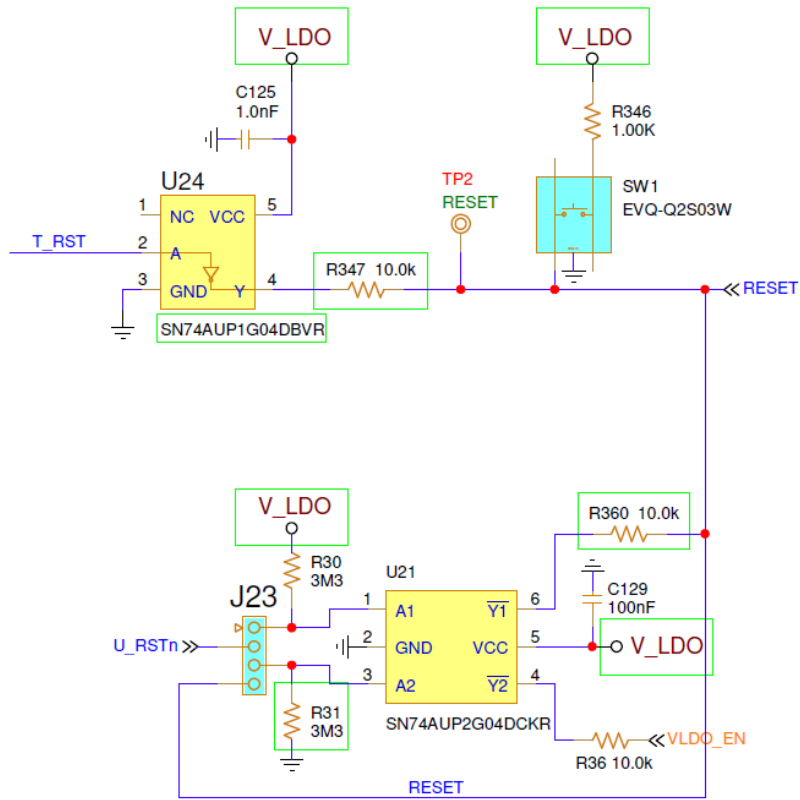 V_LDO
V_LDO
C125
1.0nF
R346
1.00K
U24
TP2
RESET
SW1
EVQ-Q2S03W
1
NC
VCC
5
T_RST
2
A
R347 10.0k
3
GND
Y
4
RESET
SN74AUP1G04DBVR
V_LDO
R360 10.0k
R30
3M3
U21
J23
C129
100nF
1
A1
Y1
6
U_RSTn
2
GND
VCC
5
V_LDO
3
A2
Y2
4
R31
3M3
SN74AUP2G04DCKR
VLDO_EN
R36 10.0k
RESET